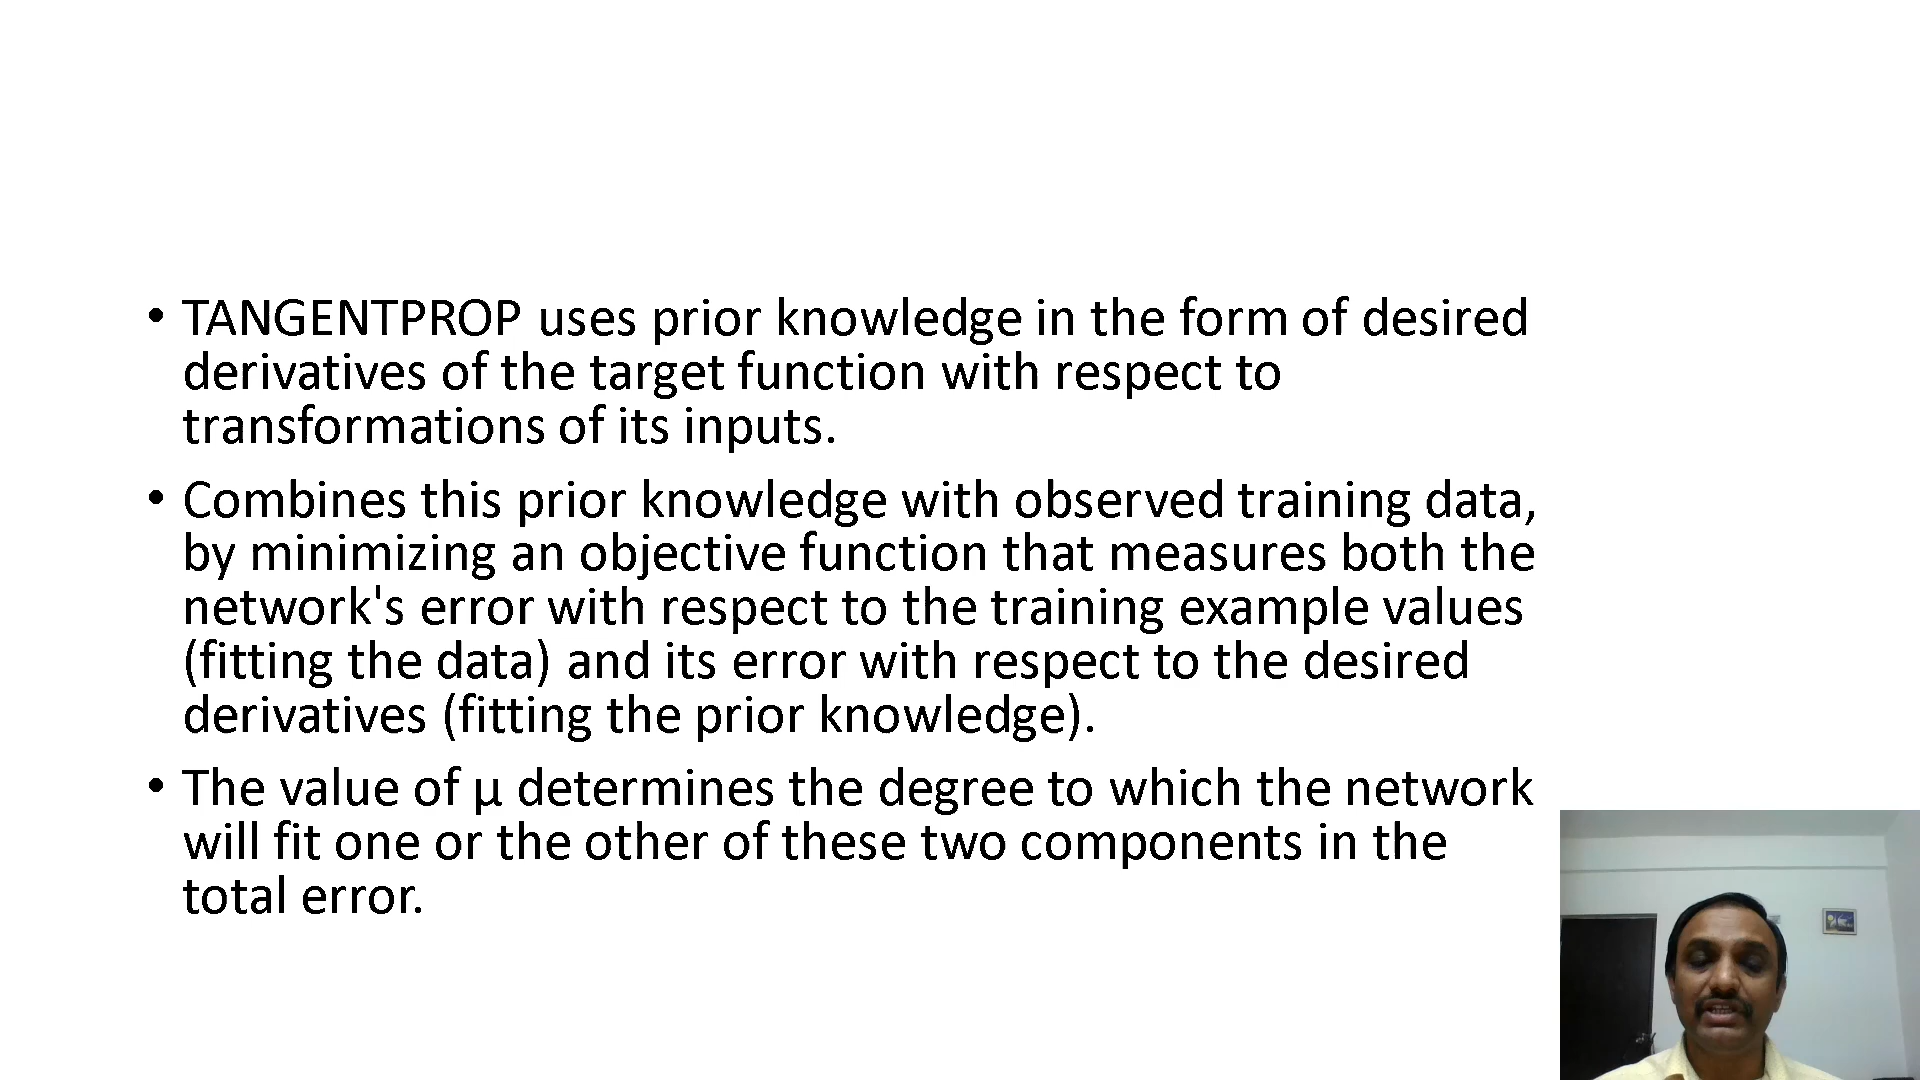 • TANGENTPROP uses prior knowledge in the form of desired
derivatives of the target function with respect to
transformations of its inputs.
• Combines this prior knowledge with observed training data,
by minimizing an objective function that measures both the
network's error with respect to the training example values
(fitting the data) and its error with respect to the desired
derivatives (fitting the prior knowledge).
• The value of μ determines the degree to which the network
will fit one or the other of these two components in the
total error.